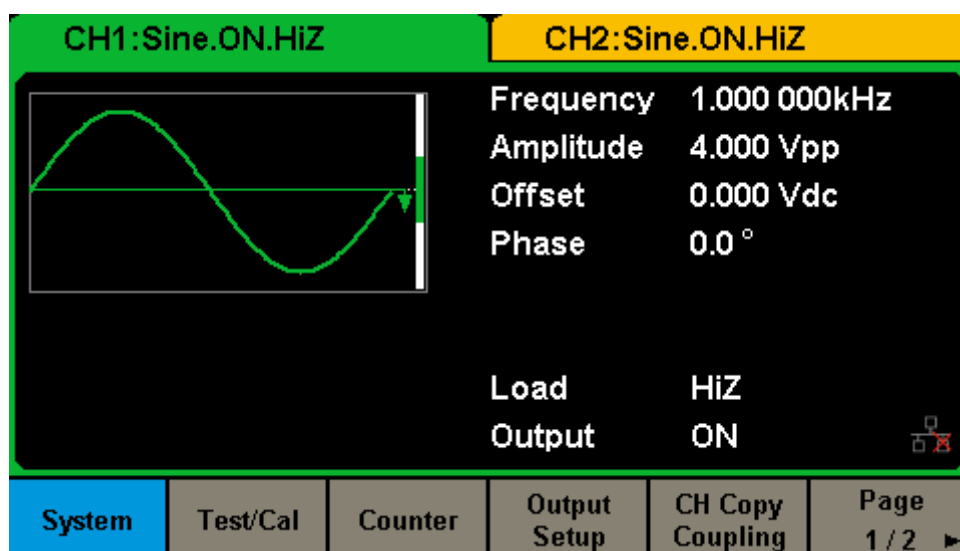 CH1:Sine.ON.HiZ CH2:Sine.ON.HiZ
Frequency 1.000 000kHz
Amplitude 4.000 Vpp
Offset 0.000 Vdc
Phase 0.0 °
Load HiZ
Output ON
System Test/Cal Counter Output Setup CH Copy Coupling Page 1/2 ►